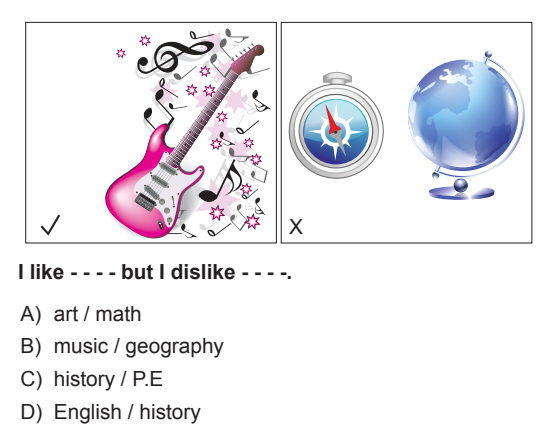 X
I like - - - - but I dislike - - - -.
A) art / math
B) music / geography
C) history / P.E
D) English / history